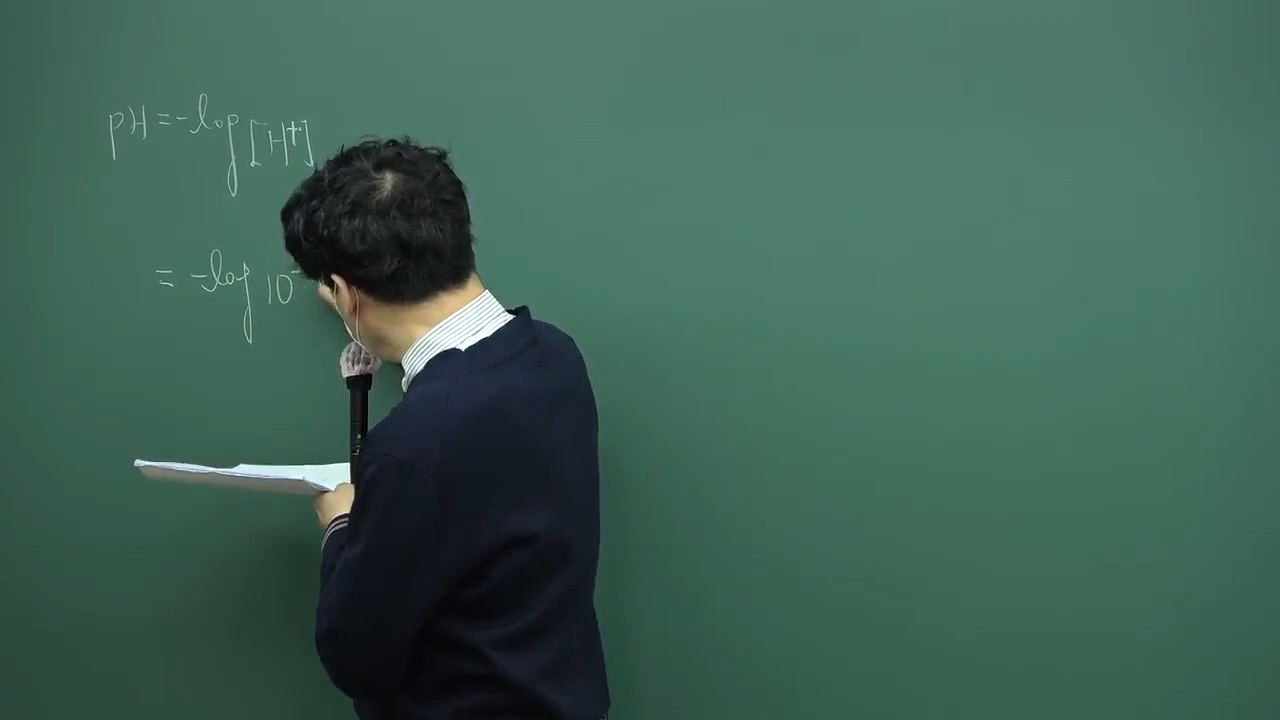 pH = -log [H⁺]
= -log 10⁻